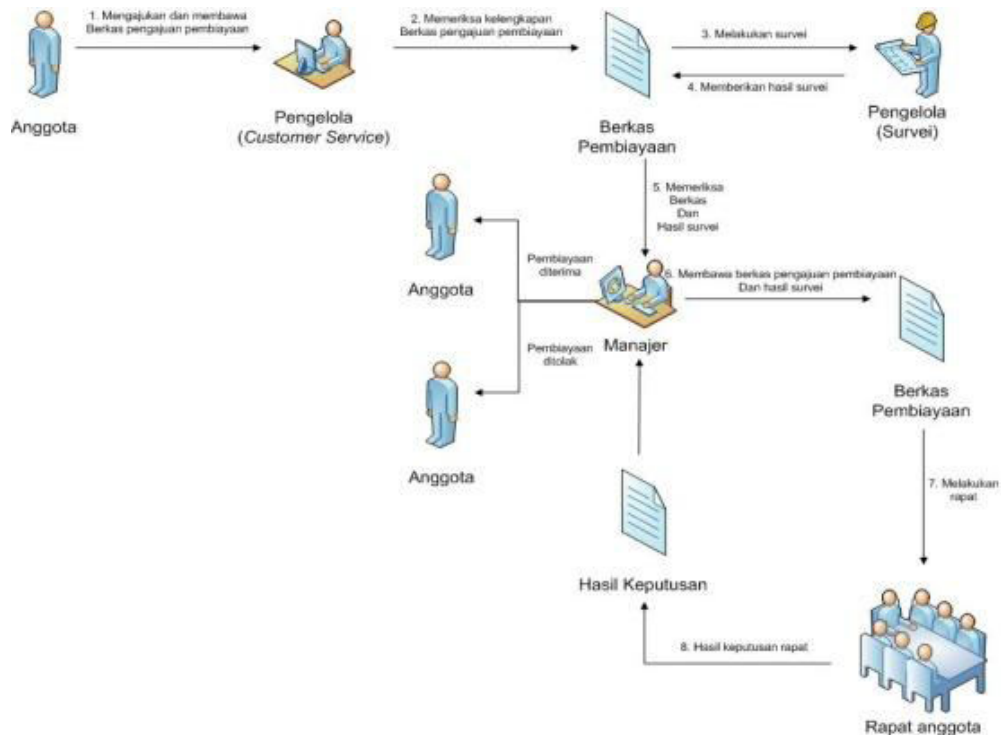 1. Mengajukan dan membawa
Berkas pengajuan pembiayaan
2. Memeriksa kelengkapan
Berkas pengajuan pembiayaan
3. Melakukan survei
4. Memberikan hasil survei
Anggota
Pengelola
(Customer Service)
Berkas
Pembiayaan
Pengelola
(Survei)
5. Memeriksa
Berkas
Dan
Hasil survei
Pembiayaan
diterima
Anggota
6. Membawa berkas pengajuan pembiayaan
Dan hasil survei
Manajer
Pembiayaan
ditolak
Anggota
Berkas
Pembiayaan
7. Melakukan
rapat
Hasil Keputusan
8. Hasil keputusan rapat
Rapat anggota